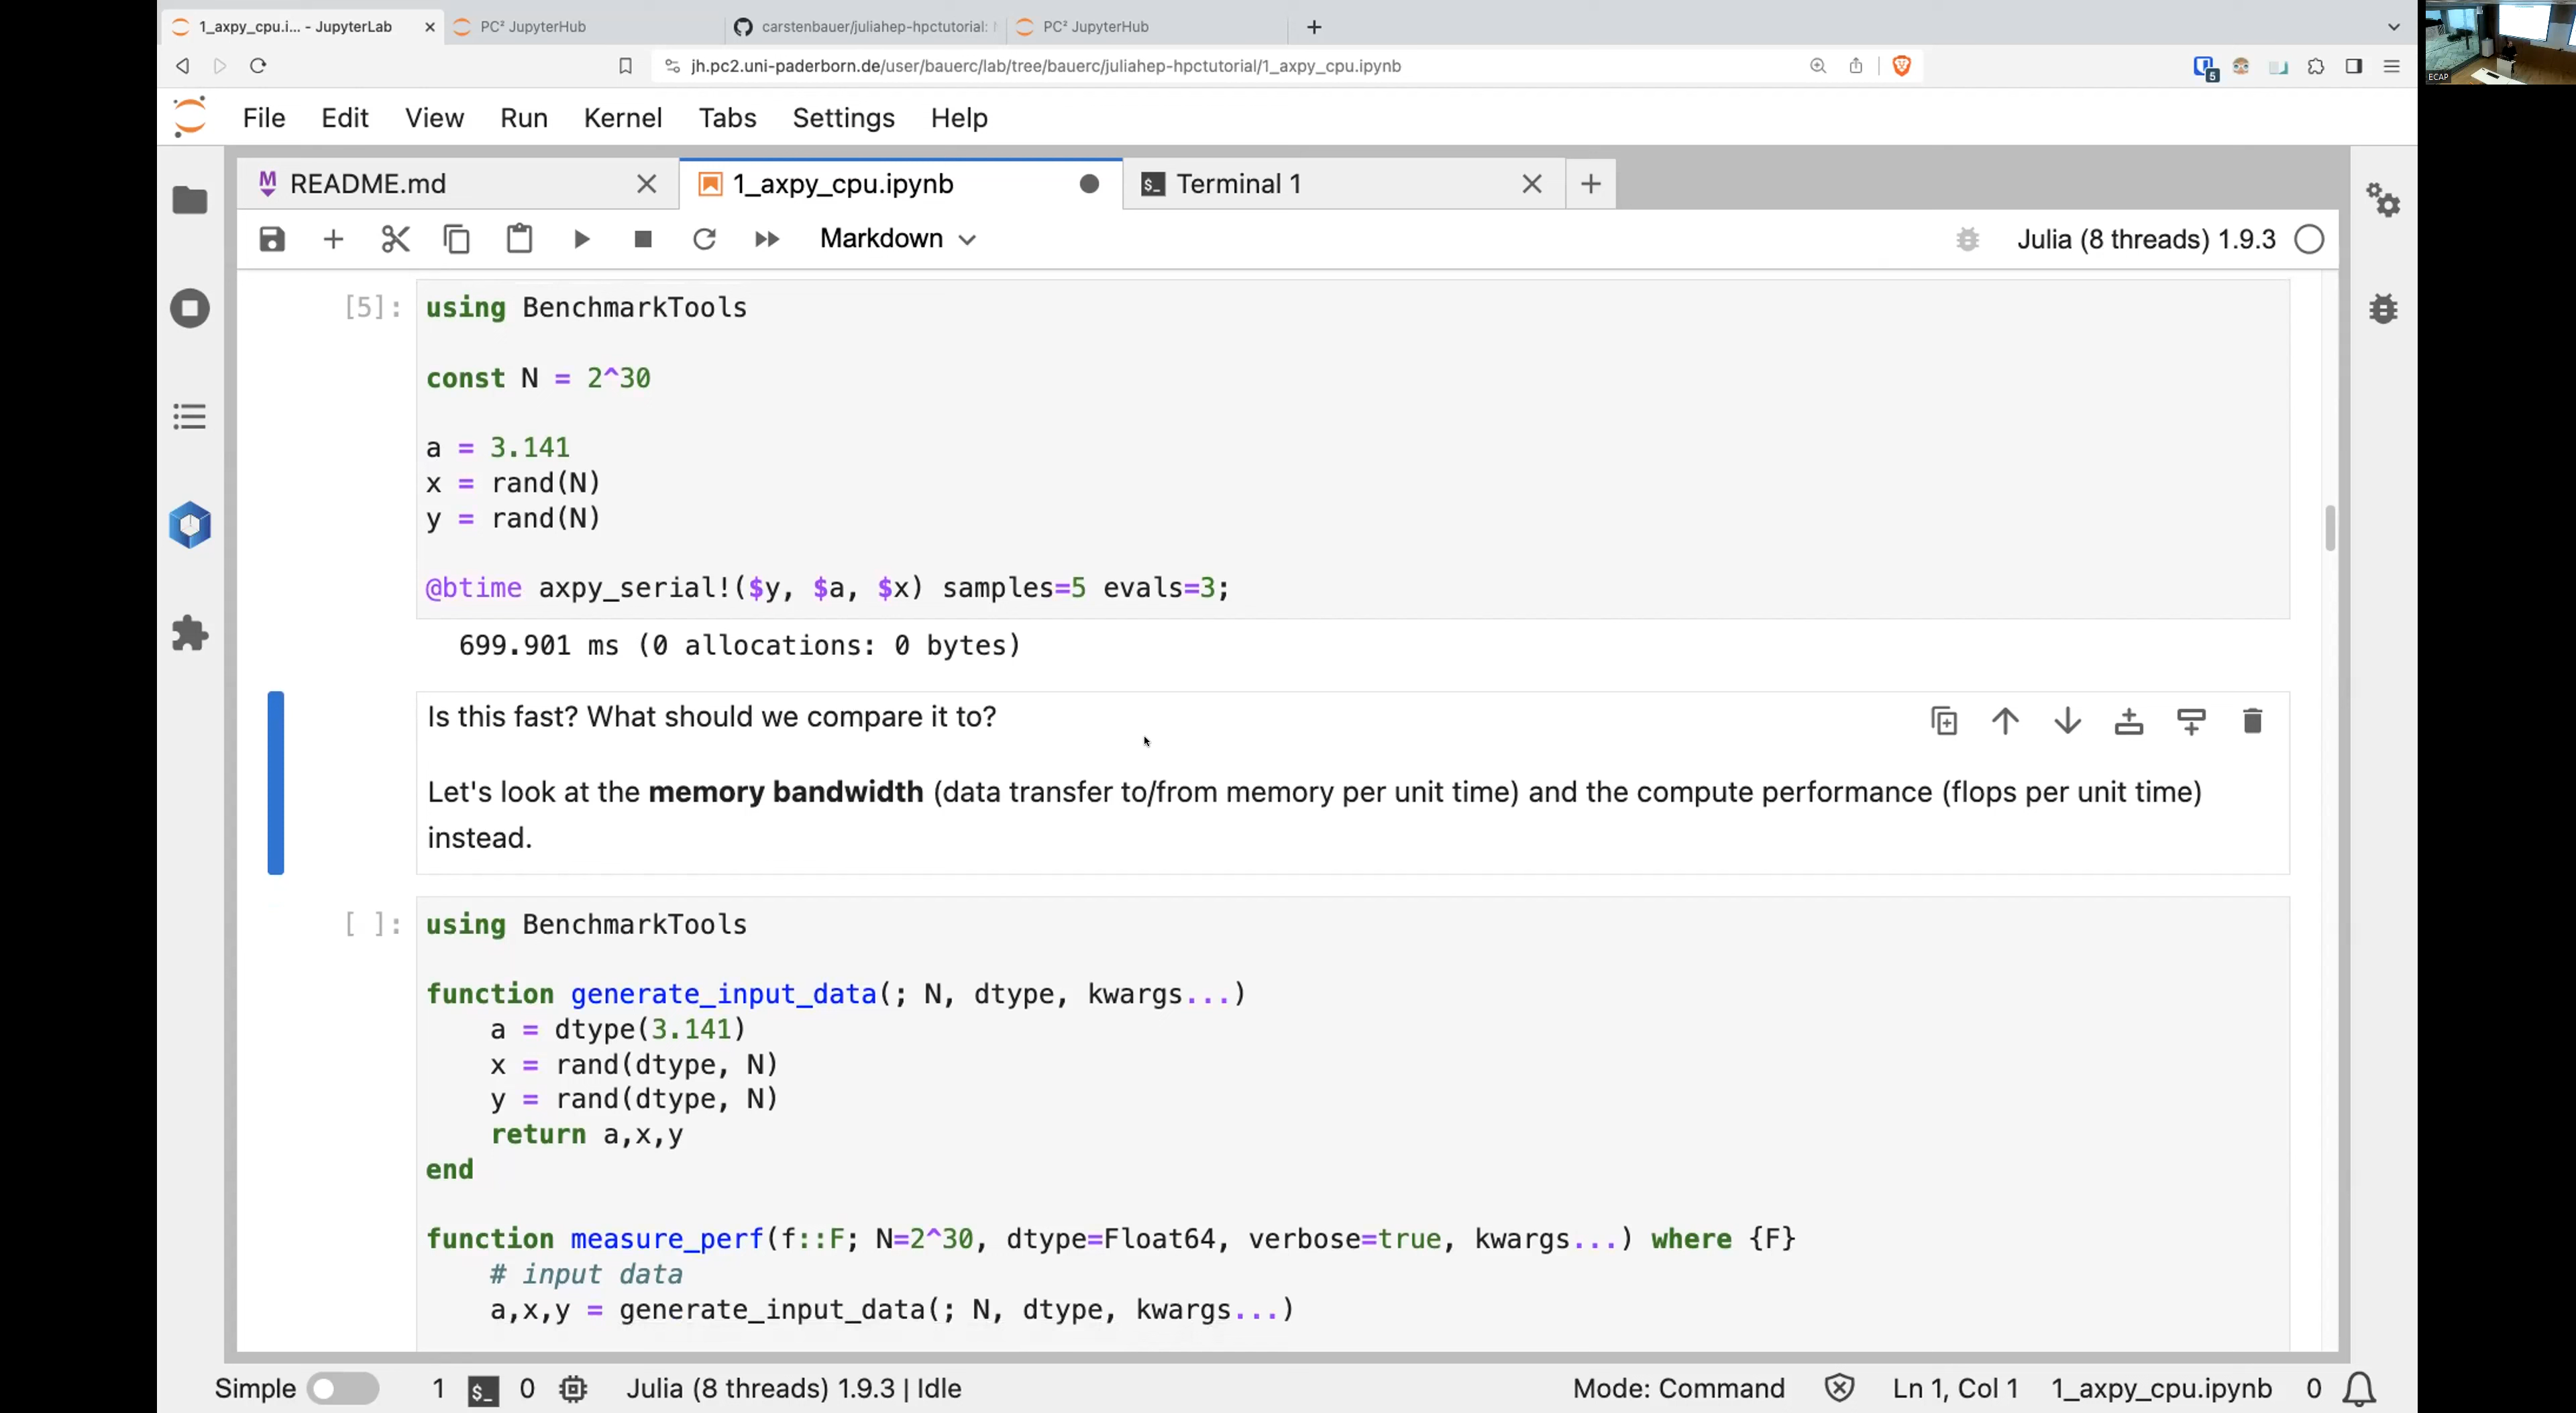 1_axpy_cpu.i... - JupyterLab
PC² JupyterHub
carstenbauer/juliahep-hpctutorial:
PC² JupyterHub
jh.pc2.uni-paderborn.de/user/bauerc/lab/tree/bauerc/juliahep-hpctutorial/1_axpy_cpu.ipynb
5
ECAP
File Edit View Run Kernel Tabs Settings Help
README.md
1_axpy_cpu.ipynb
Terminal 1
Markdown
Julia (8 threads) 1.9.3
[5]: using BenchmarkTools
const N = 2^30
a = 3.141
x = rand(N)
y = rand(N)
@btime axpy_serial!($y, $a, $x) samples=5 evals=3;
699.901 ms (0 allocations: 0 bytes)
Is this fast? What should we compare it to?
Let's look at the memory bandwidth (data transfer to/from memory per unit time) and the compute performance (flops per unit time)
instead.
[ ]: using BenchmarkTools
function generate_input_data(; N, dtype, kwargs...)
a = dtype(3.141)
x = rand(dtype, N)
y = rand(dtype, N)
return a,x,y
end
function measure_perf(f::F; N=2^30, dtype=Float64, verbose=true, kwargs...) where {F}
# input data
a,x,y = generate_input_data(; N, dtype, kwargs...)
Simple 1 0 Julia (8 threads) 1.9.3 | Idle Mode: Command Ln 1, Col 1 1_axpy_cpu.ipynb 0